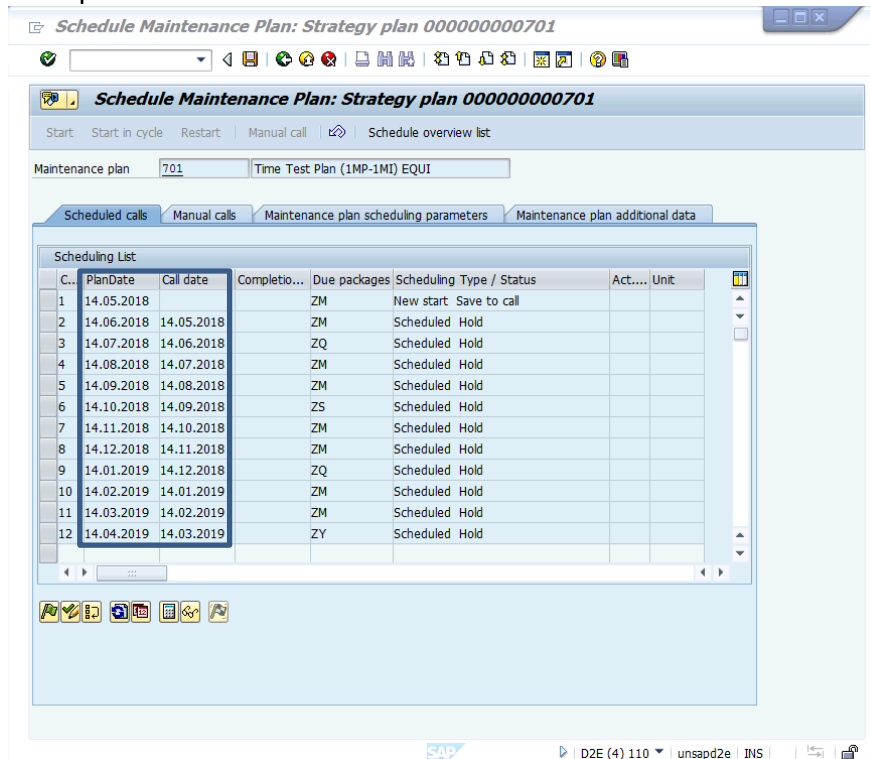 Schedule Maintenance Plan: Strategy plan 000000000701
Schedule Maintenance Plan: Strategy plan 000000000701
Start Start in cycle Restart Manual call Schedule overview list
Maintenance plan 701 Time Test Plan (1MP-1MI) EQUI
Scheduled calls Manual calls Maintenance plan scheduling parameters Maintenance plan additional data
Scheduling List
C... PlanDate Call date Completio... Due packages Scheduling Type / Status Act.... Unit
1 14.05.2018 ZM New start Save to call
2 14.06.2018 14.05.2018 ZM Scheduled Hold
3 14.07.2018 14.06.2018 ZQ Scheduled Hold
4 14.08.2018 14.07.2018 ZM Scheduled Hold
5 14.09.2018 14.08.2018 ZM Scheduled Hold
6 14.10.2018 14.09.2018 ZS Scheduled Hold
7 14.11.2018 14.10.2018 ZM Scheduled Hold
8 14.12.2018 14.11.2018 ZM Scheduled Hold
9 14.01.2019 14.12.2018 ZQ Scheduled Hold
10 14.02.2019 14.01.2019 ZM Scheduled Hold
11 14.03.2019 14.02.2019 ZM Scheduled Hold
12 14.04.2019 14.03.2019 ZY Scheduled Hold
SAP D2E (4) 110 unsapd2e INS